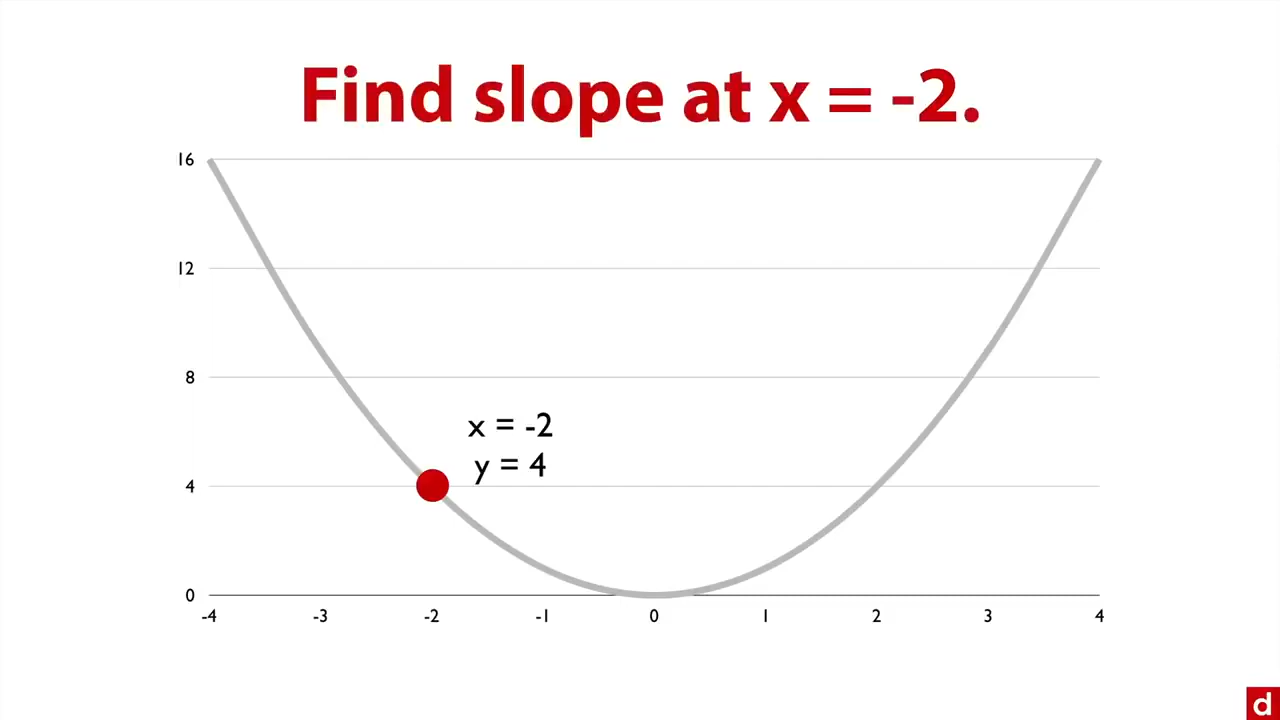 Find slope at x = -2.
16
12
8
x = -2
y = 4
4
0
-4 -3 -2 -1 0 1 2 3 4
d